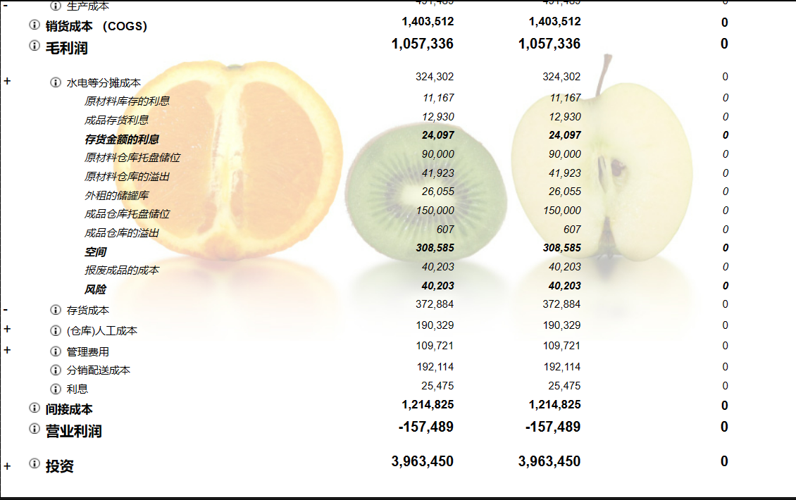 - 生产成本
销货成本 （COGS） 1,403,512 1,403,512 0
毛利润 1,057,336 1,057,336 0
+ 水电等分摊成本 324,302 324,302 0
原材料库存的利息 11,167 11,167 0
成品存货利息 12,930 12,930 0
存货金额的利息 24,097 24,097 0
原材料仓库托盘储位 90,000 90,000 0
原材料仓库的溢出 41,923 41,923 0
外租的储罐库 26,055 26,055 0
成品仓库托盘储位 150,000 150,000 0
成品仓库的溢出 607 607 0
空间 308,585 308,585 0
报废成品的成本 40,203 40,203 0
风险 40,203 40,203 0
- 存货成本 372,884 372,884 0
+ (仓库)人工成本 190,329 190,329 0
+ 管理费用 109,721 109,721 0
分销配送成本 192,114 192,114 0
利息 25,475 25,475 0
间接成本 1,214,825 1,214,825 0
营业利润 -157,489 -157,489 0
+ 投资 3,963,450 3,963,450 0